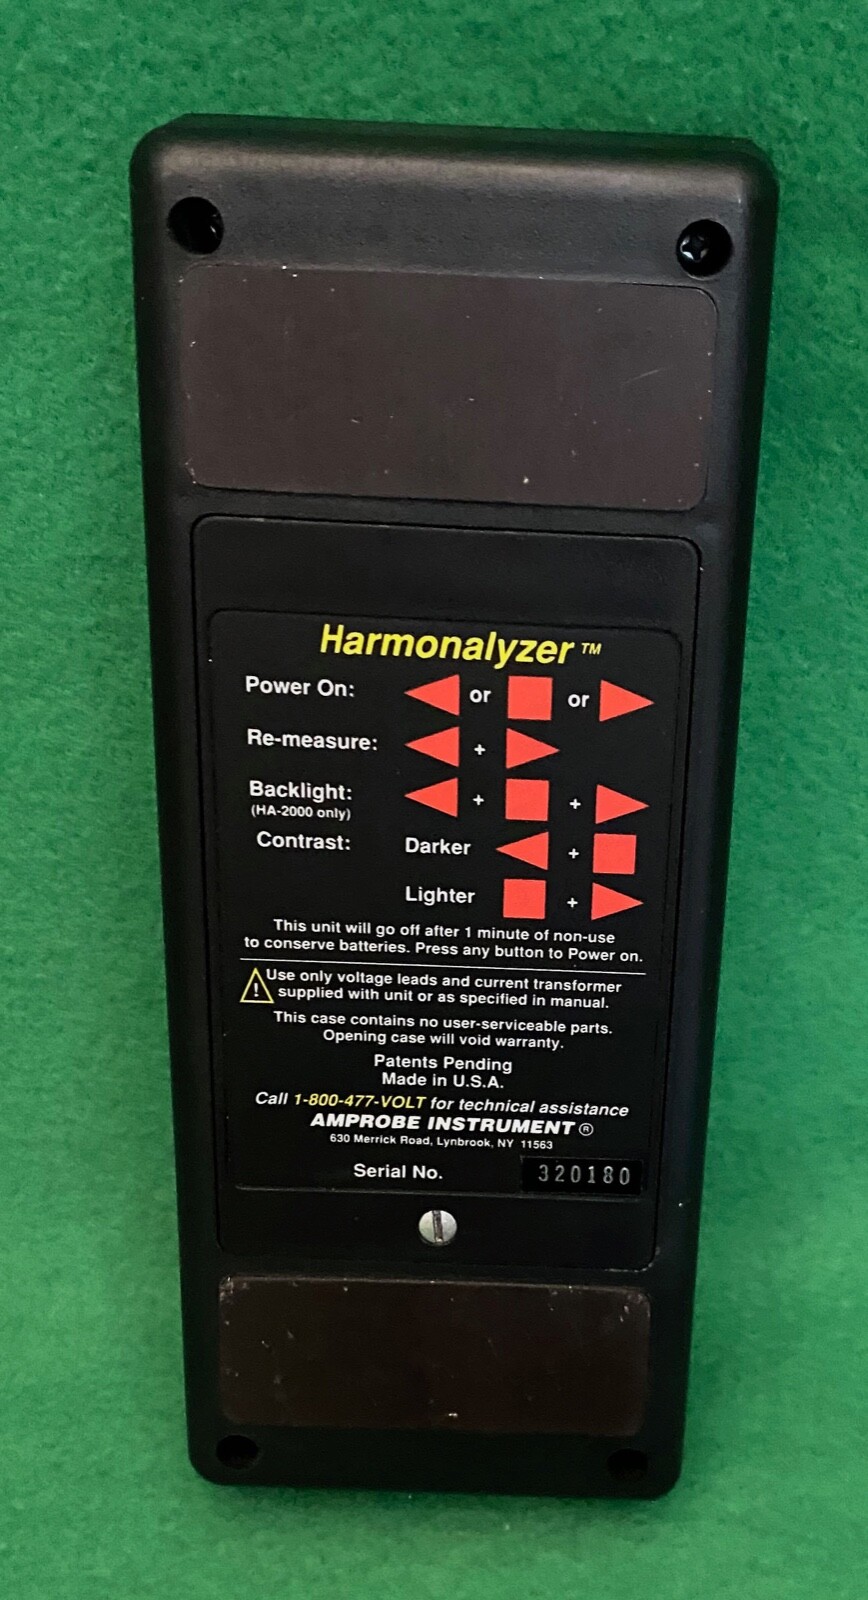 Harmonalyzer™
Power On: or or
Re-measure: +
Backlight: + +
(HA-2000 only)
Contrast: Darker +
Lighter +
This unit will go off after 1 minute of non-use
to conserve batteries. Press any button to Power on.
! Use only voltage leads and current transformer
supplied with unit or as specified in manual.
This case contains no user-serviceable parts.
Opening case will void warranty.
Patents Pending
Made in U.S.A.
Call 1-800-477-VOLT for technical assistance
AMPROBE INSTRUMENT®
630 Merrick Road, Lynbrook, NY 11563
Serial No. 320180